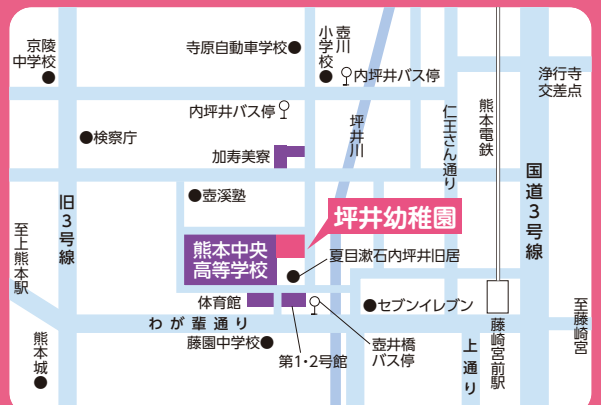 京陵
中学校
寺原自動車学校
壺川
小学校
内坪井バス停
浄行寺
交差点
内坪井バス停
検察庁
坪井川
仁王さん通り
熊本電鉄
加寿美寮
国道3号線
壺溪塾
旧3号線
坪井幼稚園
至上熊本駅
熊本中央
高等学校
夏目漱石内坪井旧居
体育館
セブンイレブン
至藤崎宮
わが輩通り
藤園中学校
第1・2号館
壺井橋
バス停
上通り
藤崎宮前駅
熊本城